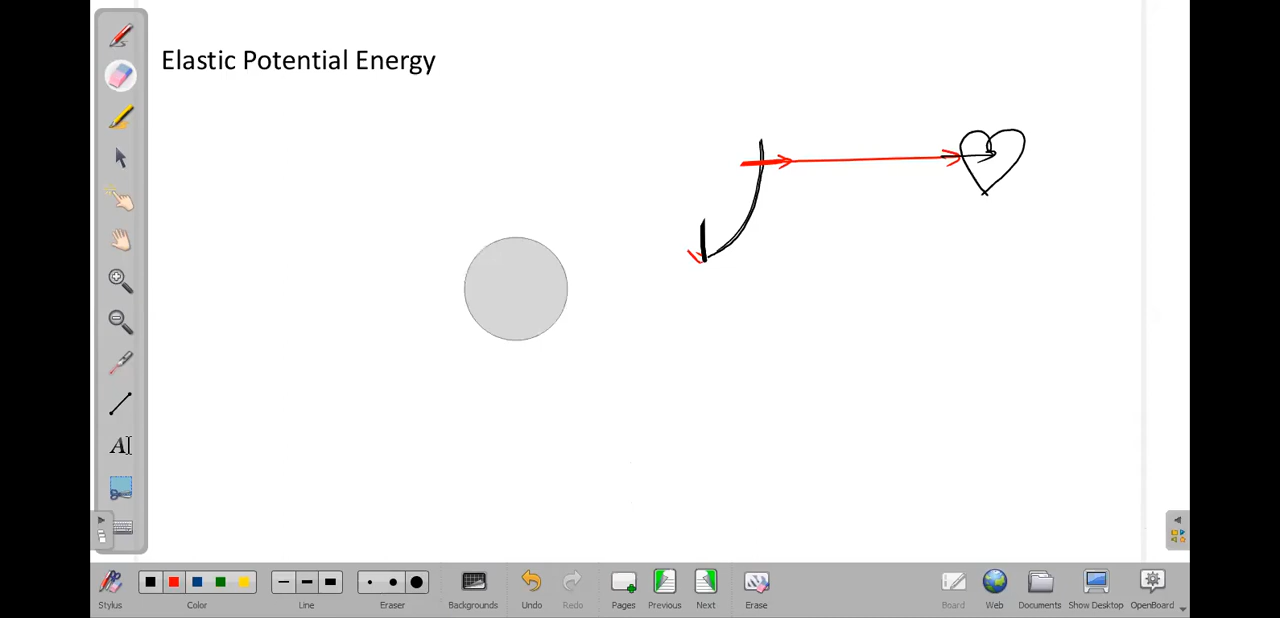 Elastic Potential Energy
A
Stylus Color Line Eraser Backgrounds Undo Redo Pages Previous Next Erase Board Web Documents Show Desktop OpenBoard